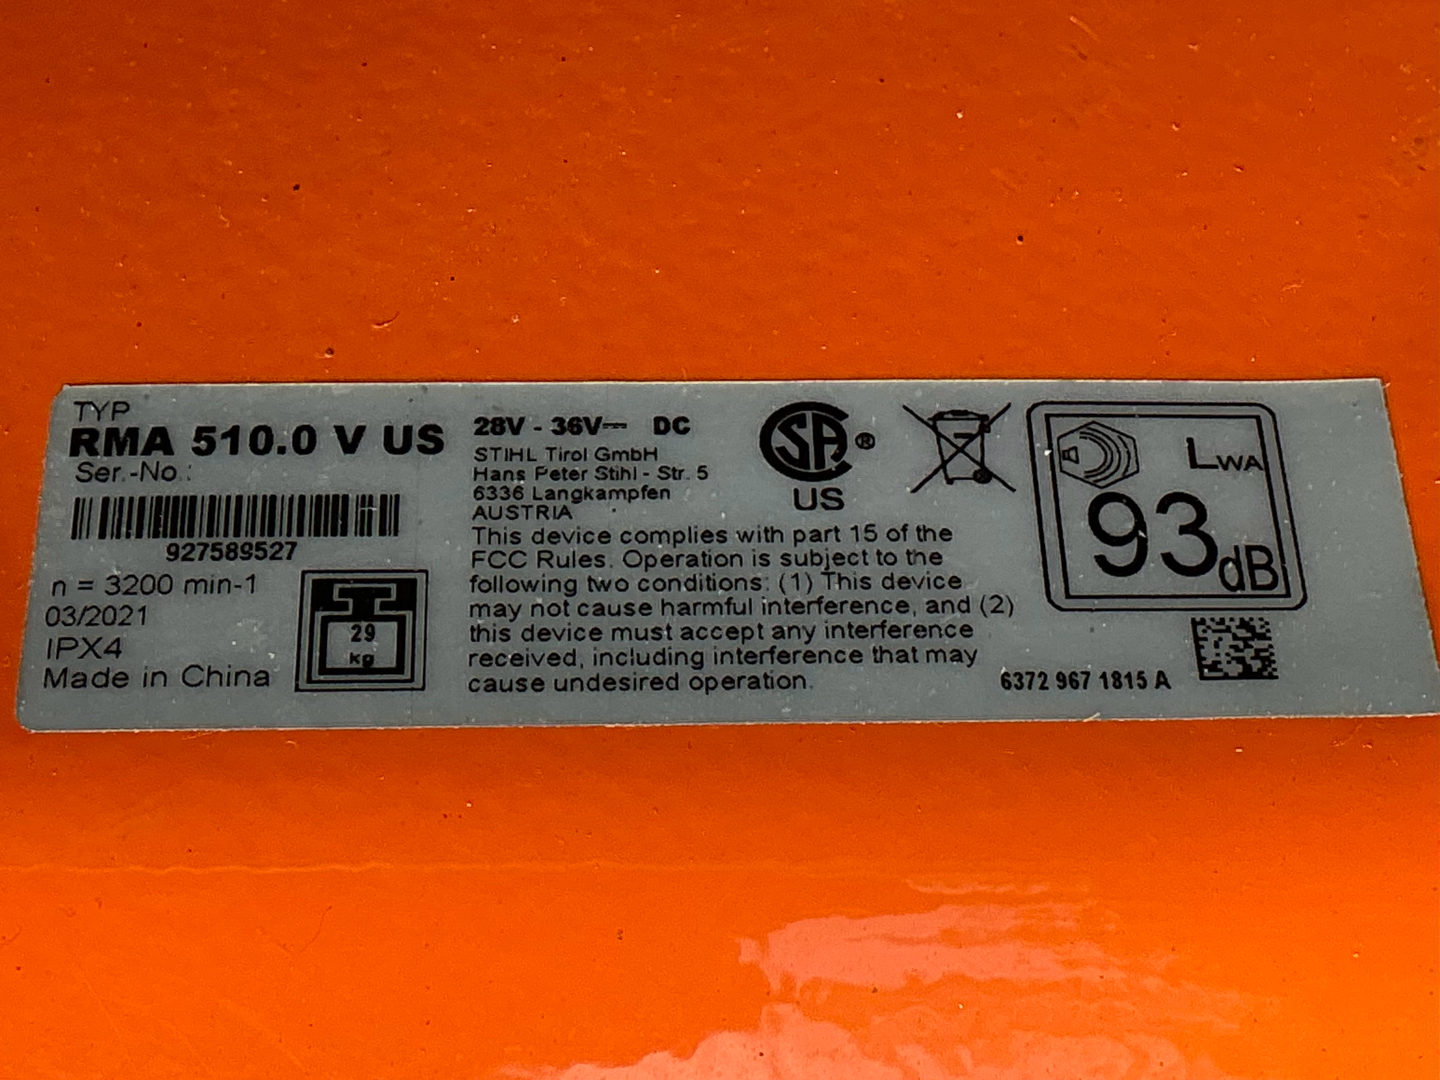 TYP
RMA 510.0 V US
Ser.-No.:
927589527
n = 3200 min-1
03/2021
IPX4
Made in China
29
kg
28V - 36V⎓ DC
STIHL Tirol GmbH
Hans Peter Stihl - Str. 5
6336 Langkampfen
AUSTRIA
This device complies with part 15 of the
FCC Rules. Operation is subject to the
following two conditions: (1) This device
may not cause harmful interference, and (2)
this device must accept any interference
received, including interference that may
cause undesired operation.
SA ®
US
LWA
93dB
6372 967 1815 A